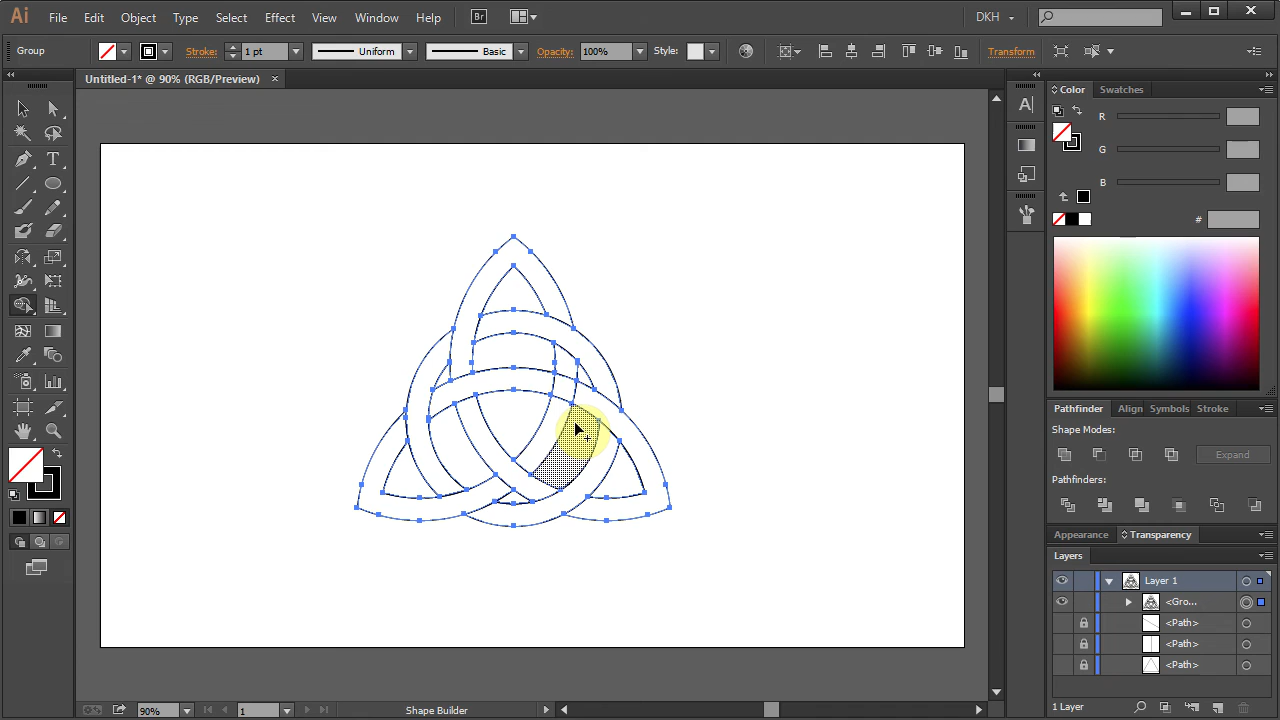 Ai File Edit Object Type Select Effect View Window Help Br DKH
Group Stroke: 1 pt Uniform Basic Opacity: 100% Style: Transform
Untitled-1* @ 90% (RGB/Preview) ×
Color Swatches
R
G
B
#
Pathfinder Align Symbols Stroke
Shape Modes:
Expand
Pathfinders:
Appearance Transparency
Layers
Layer 1
<Gro...
<Path>
<Path>
<Path>
1 Layer
90% 1 Shape Builder